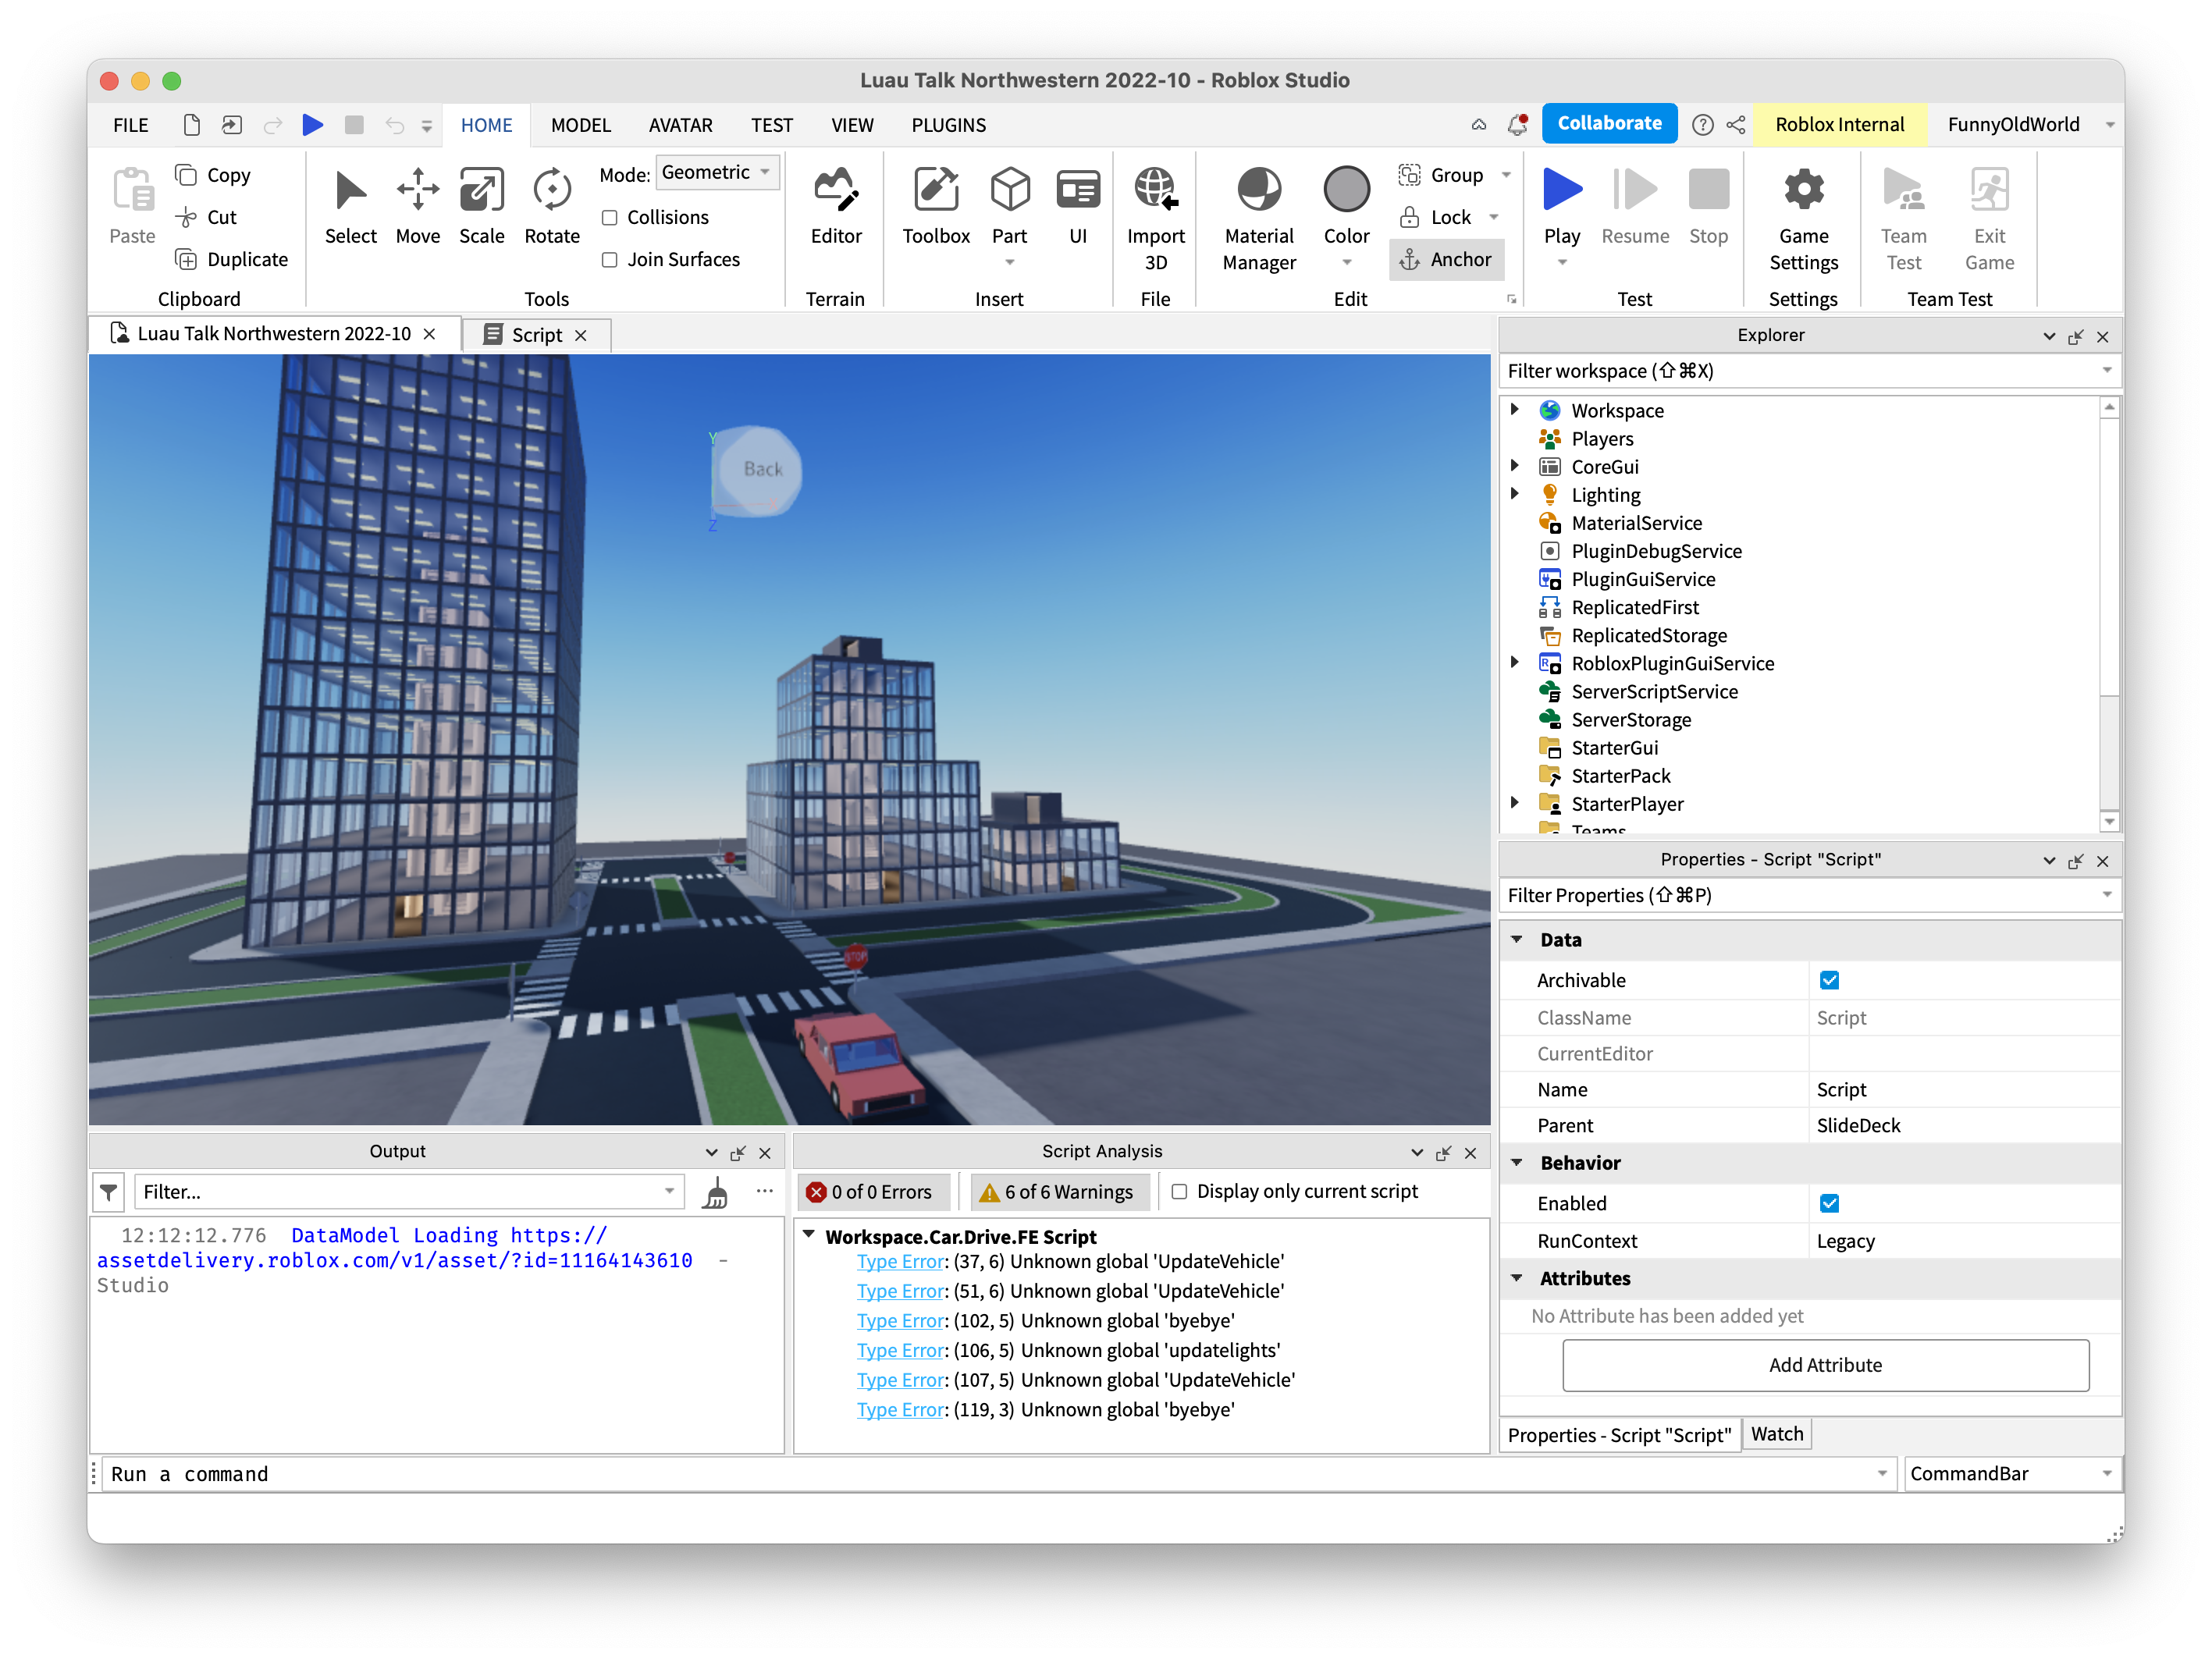 Luau Talk Northwestern 2022-10 - Roblox Studio
FILE HOME MODEL AVATAR TEST VIEW PLUGINS Collaborate Roblox Internal FunnyOldWorld
Paste
Copy
Cut
Duplicate
Clipboard
Select
Move
Scale
Rotate
Mode: Geometric
Collisions
Join Surfaces
Tools
Editor
Terrain
Toolbox
Part
UI
Insert
Import
3D
File
Material
Manager
Color
Group
Lock
Anchor
Edit
Play
Resume
Stop
Test
Game
Settings
Settings
Team
Test
Exit
Game
Team Test
Luau Talk Northwestern 2022-10
Script
Y
Back
Z
STOP
Explorer
Filter workspace (⇧⌘X)
Workspace
Players
CoreGui
Lighting
MaterialService
PluginDebugService
PluginGuiService
ReplicatedFirst
ReplicatedStorage
RobloxPluginGuiService
ServerScriptService
ServerStorage
StarterGui
StarterPack
StarterPlayer
Teams
Properties - Script "Script"
Filter Properties (⇧⌘P)
Data
Archivable
ClassName Script
CurrentEditor
Name Script
Parent SlideDeck
Behavior
Enabled
RunContext Legacy
Attributes
No Attribute has been added yet
Add Attribute
Properties - Script "Script" Watch
Output
Filter...
12:12:12.776 DataModel Loading https://
assetdelivery.roblox.com/v1/asset/?id=11164143610 -
Studio
Script Analysis
0 of 0 Errors 6 of 6 Warnings Display only current script
Workspace.Car.Drive.FE Script
Type Error: (37, 6) Unknown global 'UpdateVehicle'
Type Error: (51, 6) Unknown global 'UpdateVehicle'
Type Error: (102, 5) Unknown global 'byebye'
Type Error: (106, 5) Unknown global 'updatelights'
Type Error: (107, 5) Unknown global 'UpdateVehicle'
Type Error: (119, 3) Unknown global 'byebye'
Run a command CommandBar